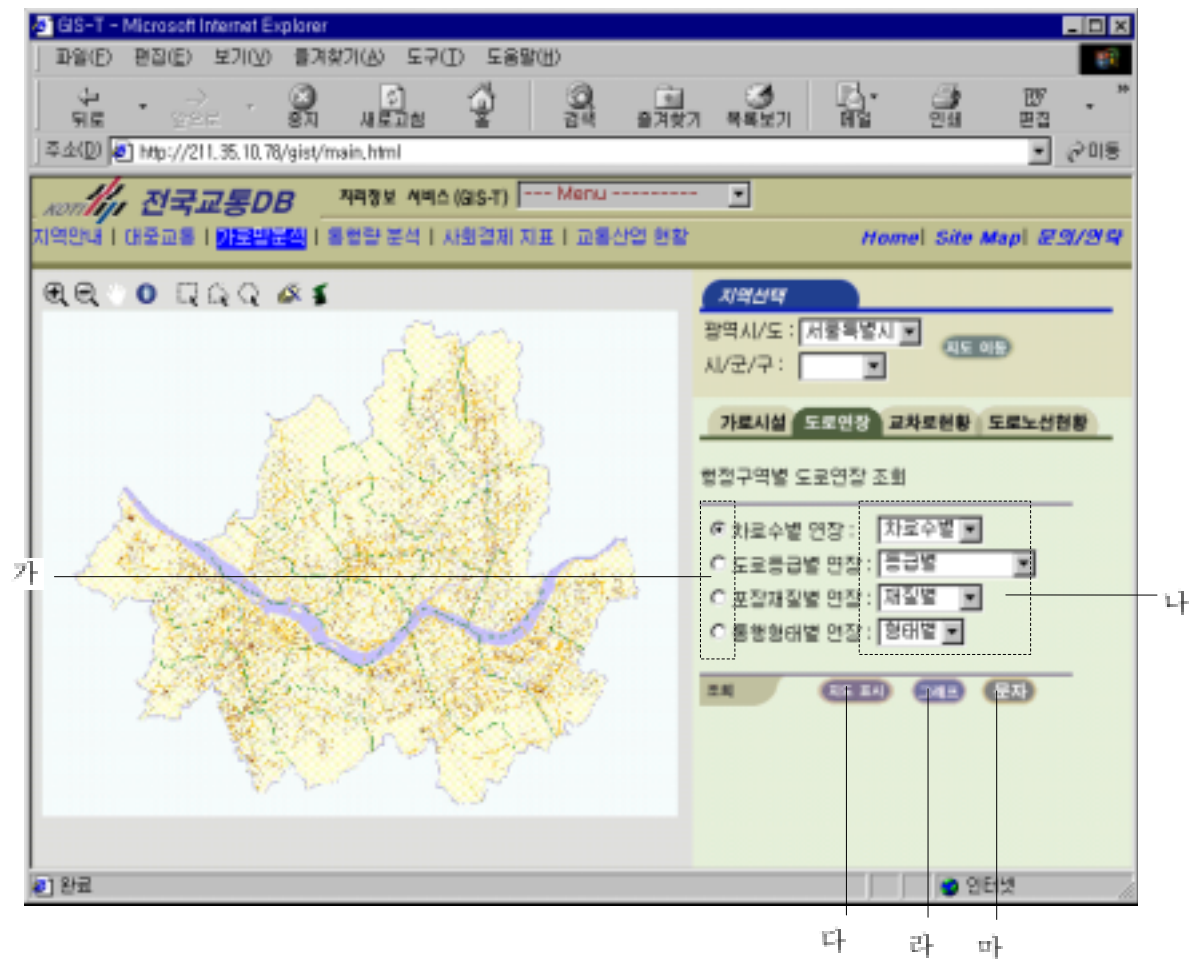 GIS-T - Microsoft Internet Explorer
파일(F) 편집(E) 보기(V) 즐겨찾기(A) 도구(T) 도움말(H)
뒤로 앞으로 중지 새로고침 홈 검색 즐겨찾기 목록보기 메일 인쇄 편집
주소(D) http://211.35.10.78/gist/main.html 이동
KOTI 전국교통DB 지리정보 서비스 (GIS-T) --- Menu ---------
지역안내 | 대중교통 | 가로망분석 | 통행량 분석 | 사회경제 지표 | 교통산업 현황 Home| Site Map| 문의/연락
지역선택
광역시/도 : 서울특별시 지도 이동
시/군/구 :
가로시설 도로연장 교차로현황 도로노선현황
행정구역별 도로연장 조회
차로수별 연장 : 차로수별
도로등급별 연장 : 등급별
포장재질별 연장 : 재질별
통행형태별 연장 : 형태별
가
나
조회 지도 표시 그래프 문자
완료 인터넷
다 라 마